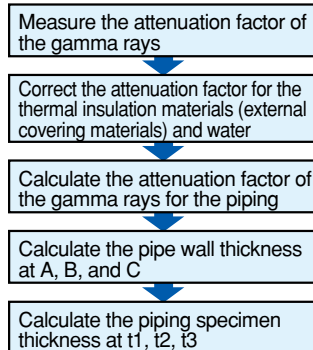 Measure the attenuation factor of
the gamma rays
Correct the attenuation factor for the
thermal insulation materials (external
covering materials) and water
Calculate the attenuation factor of
the gamma rays for the piping
Calculate the pipe wall thickness
at A, B, and C
Calculate the piping specimen
thickness at t1, t2, t3